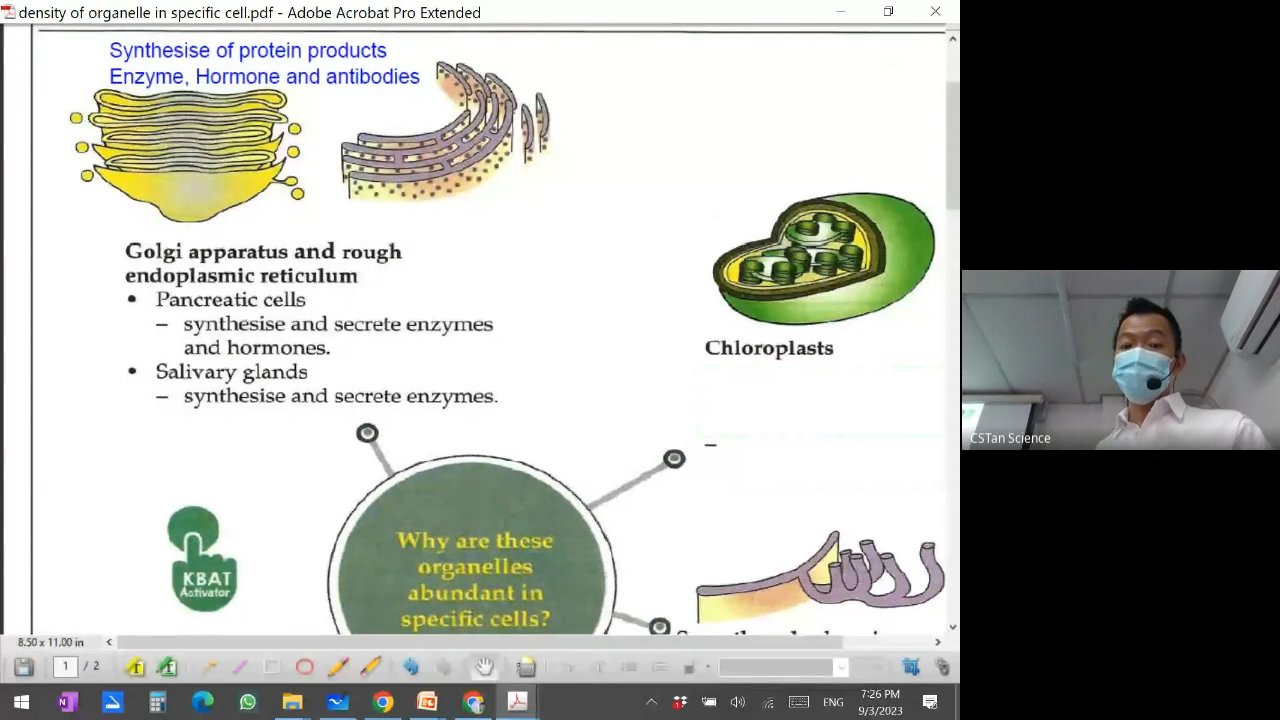 density of organelle in specific cell.pdf - Adobe Acrobat Pro Extended
Synthesise of protein products
Enzyme, Hormone and antibodies
Golgi apparatus and rough
endoplasmic reticulum
• Pancreatic cells
– synthesise and secrete enzymes
and hormones.
• Salivary glands
– synthesise and secrete enzymes.
Chloroplasts
–
KBAT
Activator
Why are these
organelles
abundant in
specific cells?
CSTan Science
8.50 x 11.00 in
1 / 2
ENG
7:26 PM
9/3/2023